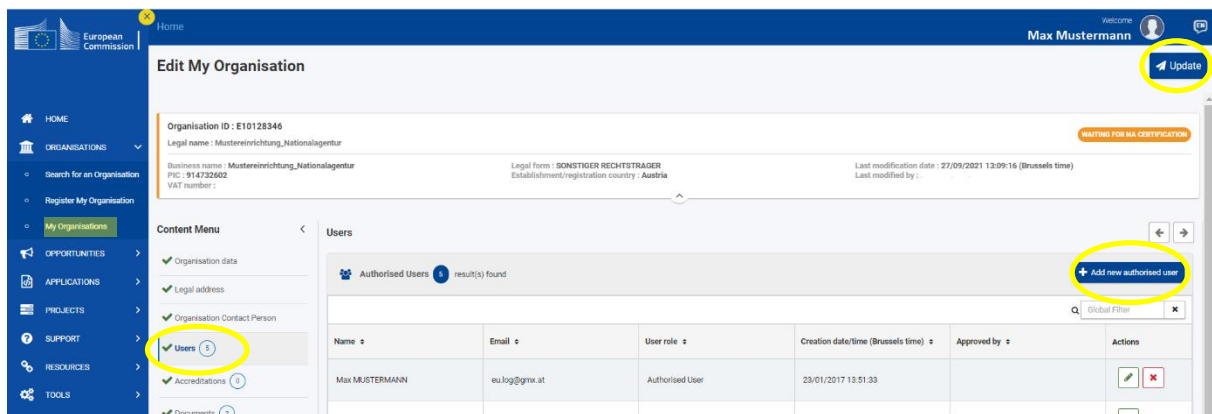 European
Commission
Home
Welcome
Max Mustermann
EN
Edit My Organisation
Update
HOME
ORGANISATIONS
Search for an Organisation
Register My Organisation
My Organisations
OPPORTUNITIES
APPLICATIONS
PROJECTS
SUPPORT
RESOURCES
TOOLS
Organisation ID : E10128346
Legal name : Mustereinrichtung_Nationalagentur
WAITING FOR NA CERTIFICATION
Business name : Mustereinrichtung_Nationalagentur
PIC : 914732602
VAT number :
Legal form : SONSTIGER RECHTSTRAGER
Establishment/registration country : Austria
Last modification date : 27/09/2021 13:09:16 (Brussels time)
Last modified by :
Content Menu
Organisation data
Legal address
Organisation Contact Person
Users 5
Accreditations 0
Documents 2
Users
Authorised Users 5 result(s) found
+ Add new authorised user
Global Filter
Name Email User role Creation date/time (Brussels time) Approved by Actions
Max MUSTERMANN eu.log@gmx.at Authorised User 23/01/2017 13:51:33